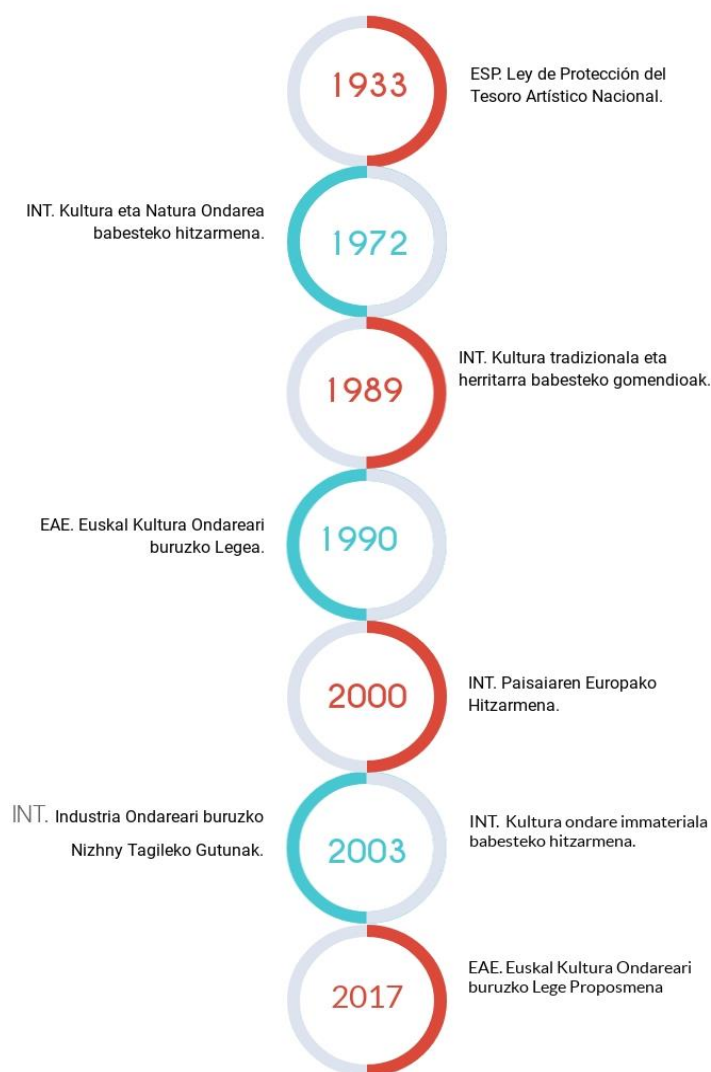 1933
ESP. Ley de Protección del
Tesoro Artístico Nacional.
INT. Kultura eta Natura Ondarea
babesteko hitzarmena.
1972
1989
INT. Kultura tradizionala eta
herritarra babesteko gomendioak.
EAE. Euskal Kultura Ondareari
buruzko Legea.
1990
2000
INT. Paisaiaren Europako
Hitzarmena.
INT. Industria Ondareari buruzko
Nizhny Tagileko Gutunak.
2003
INT. Kultura ondare immateriala
babesteko hitzarmena.
2017
EAE. Euskal Kultura Ondareari
buruzko Lege Proposmena